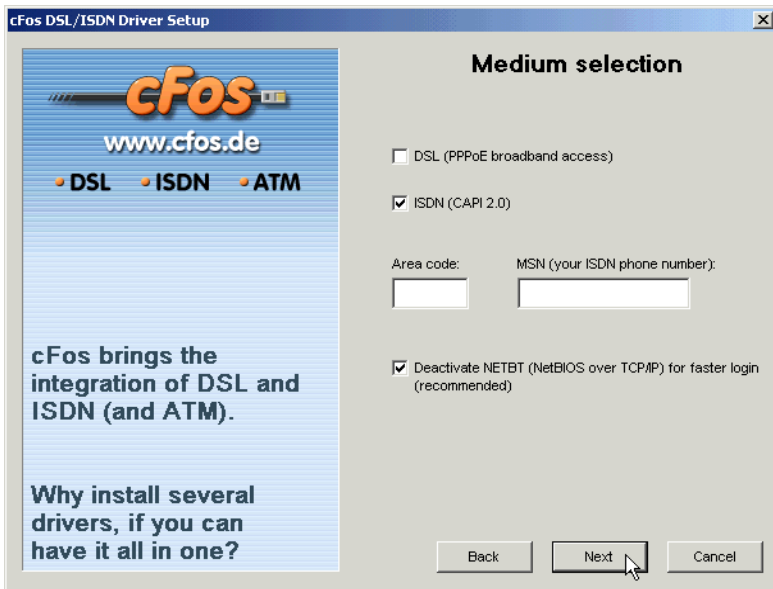 cFos DSL/ISDN Driver Setup
cFos
www.cfos.de
DSL ISDN ATM
cFos brings the
integration of DSL and
ISDN (and ATM).
Why install several
drivers, if you can
have it all in one?
Medium selection
DSL (PPPoE broadband access)
ISDN (CAPI 2.0)
Area code: MSN (your ISDN phone number):
Deactivate NETBT (NetBIOS over TCP/IP) for faster login
(recommended)
Back Next Cancel